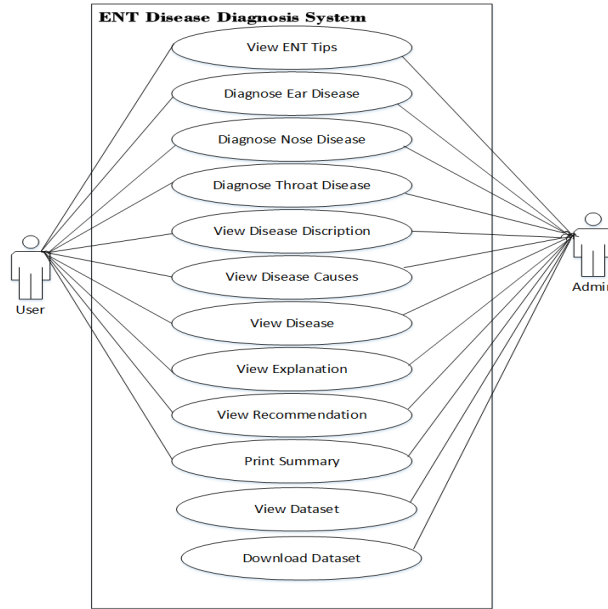 ENT Disease Diagnosis System
View ENT Tips
Diagnose Ear Disease
Diagnose Nose Disease
Diagnose Throat Disease
View Disease Discription
View Disease Causes
View Disease
View Explanation
View Recommendation
Print Summary
View Dataset
Download Dataset
User
Admin